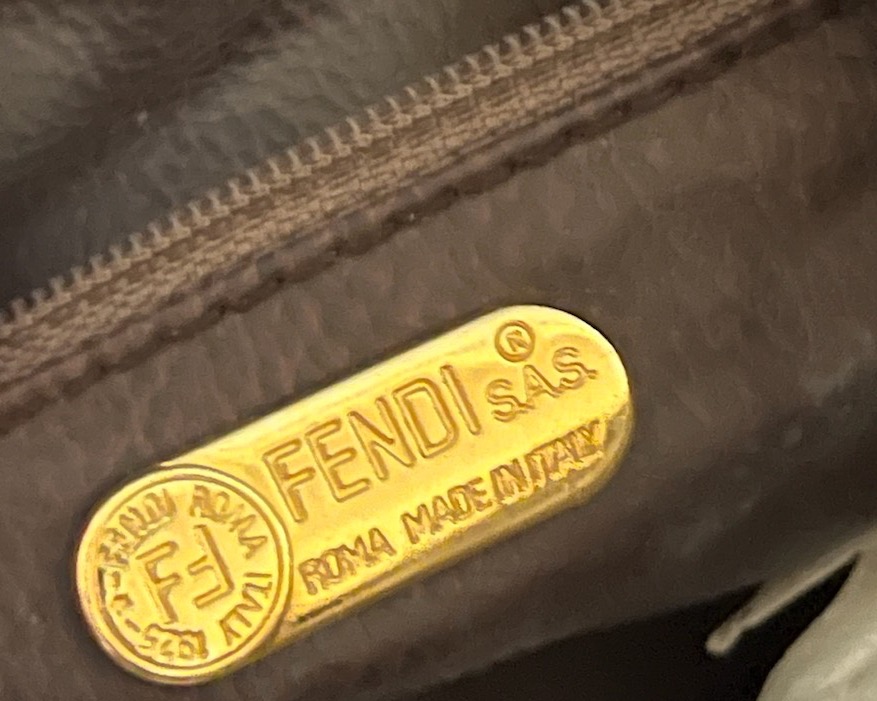 FENDI ® S.A.S.
ROMA MADE IN ITALY
FENDI ROMA
ITALY 1925
FF